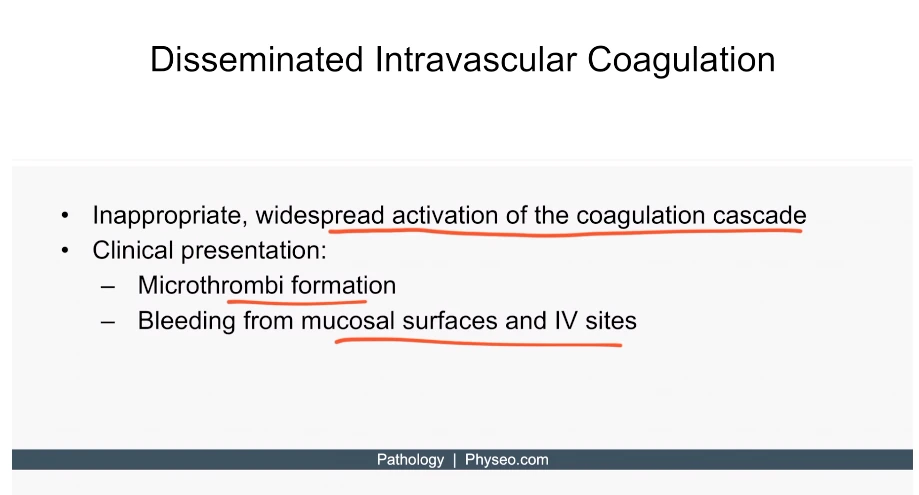 Disseminated Intravascular Coagulation
• Inappropriate, widespread activation of the coagulation cascade
• Clinical presentation:
– Microthrombi formation
– Bleeding from mucosal surfaces and IV sites
Pathology | Physeo.com